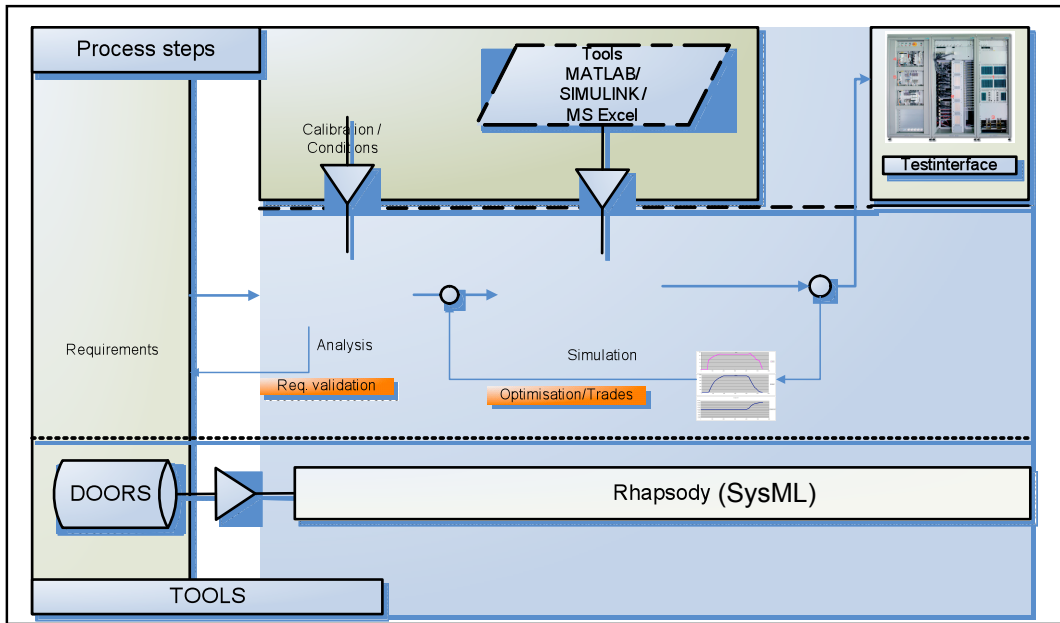 Process steps
Tools
MATLAB/
SIMULINK/
MS Excel
Calibration /
Conditions
Testinterface
Requirements
Analysis
Simulation
Req. validation
Optimisation/Trades
DOORS
Rhapsody (SysML)
TOOLS